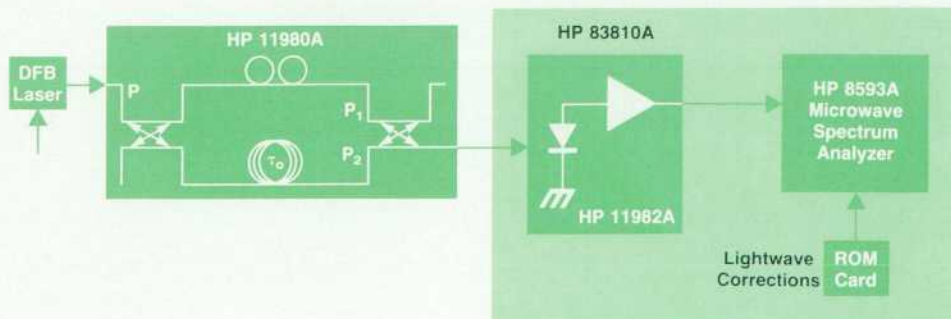 DFB
Laser
HP 11980A
P
P1
τo
P2
HP 83810A
HP 11982A
HP 8593A
Microwave
Spectrum
Analyzer
Lightwave
Corrections
ROM
Card